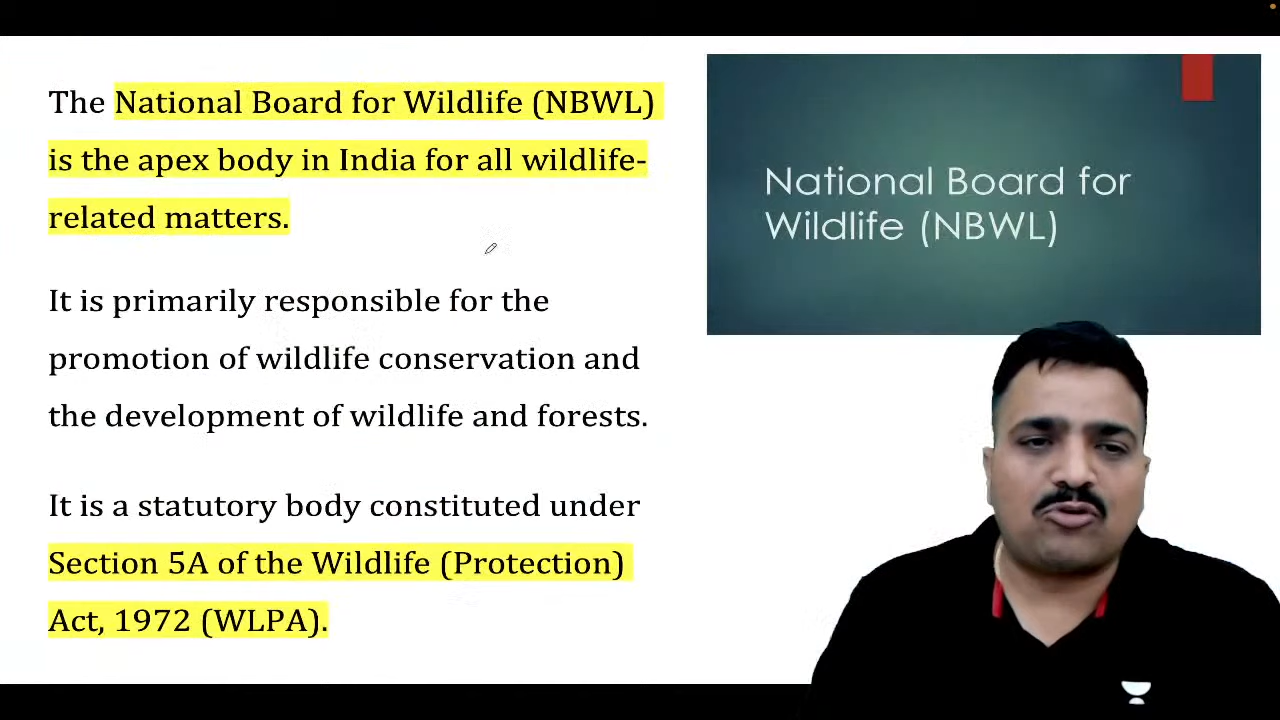 The National Board for Wildlife (NBWL)
is the apex body in India for all wildlife-
related matters.
It is primarily responsible for the
promotion of wildlife conservation and
the development of wildlife and forests.
It is a statutory body constituted under
Section 5A of the Wildlife (Protection)
Act, 1972 (WLPA).
National Board for
Wildlife (NBWL)